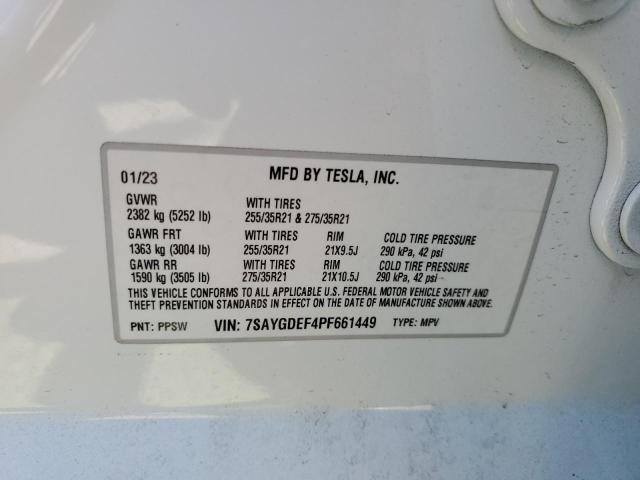 01/23 MFD BY TESLA, INC.
GVWR WITH TIRES
2382 kg (5252 lb) 255/35R21 & 275/35R21
GAWR FRT WITH TIRES RIM COLD TIRE PRESSURE
1363 kg (3004 lb) 255/35R21 21X9.5J 290 kPa, 42 psi
GAWR RR WITH TIRES RIM COLD TIRE PRESSURE
1590 kg (3505 lb) 275/35R21 21X10.5J 290 kPa, 42 psi
THIS VEHICLE CONFORMS TO ALL APPLICABLE U.S. FEDERAL MOTOR VEHICLE SAFETY AND
THEFT PREVENTION STANDARDS IN EFFECT ON THE DATE OF MANUFACTURE SHOWN ABOVE.
PNT: PPSW VIN: 7SAYGDEF4PF661449 TYPE: MPV